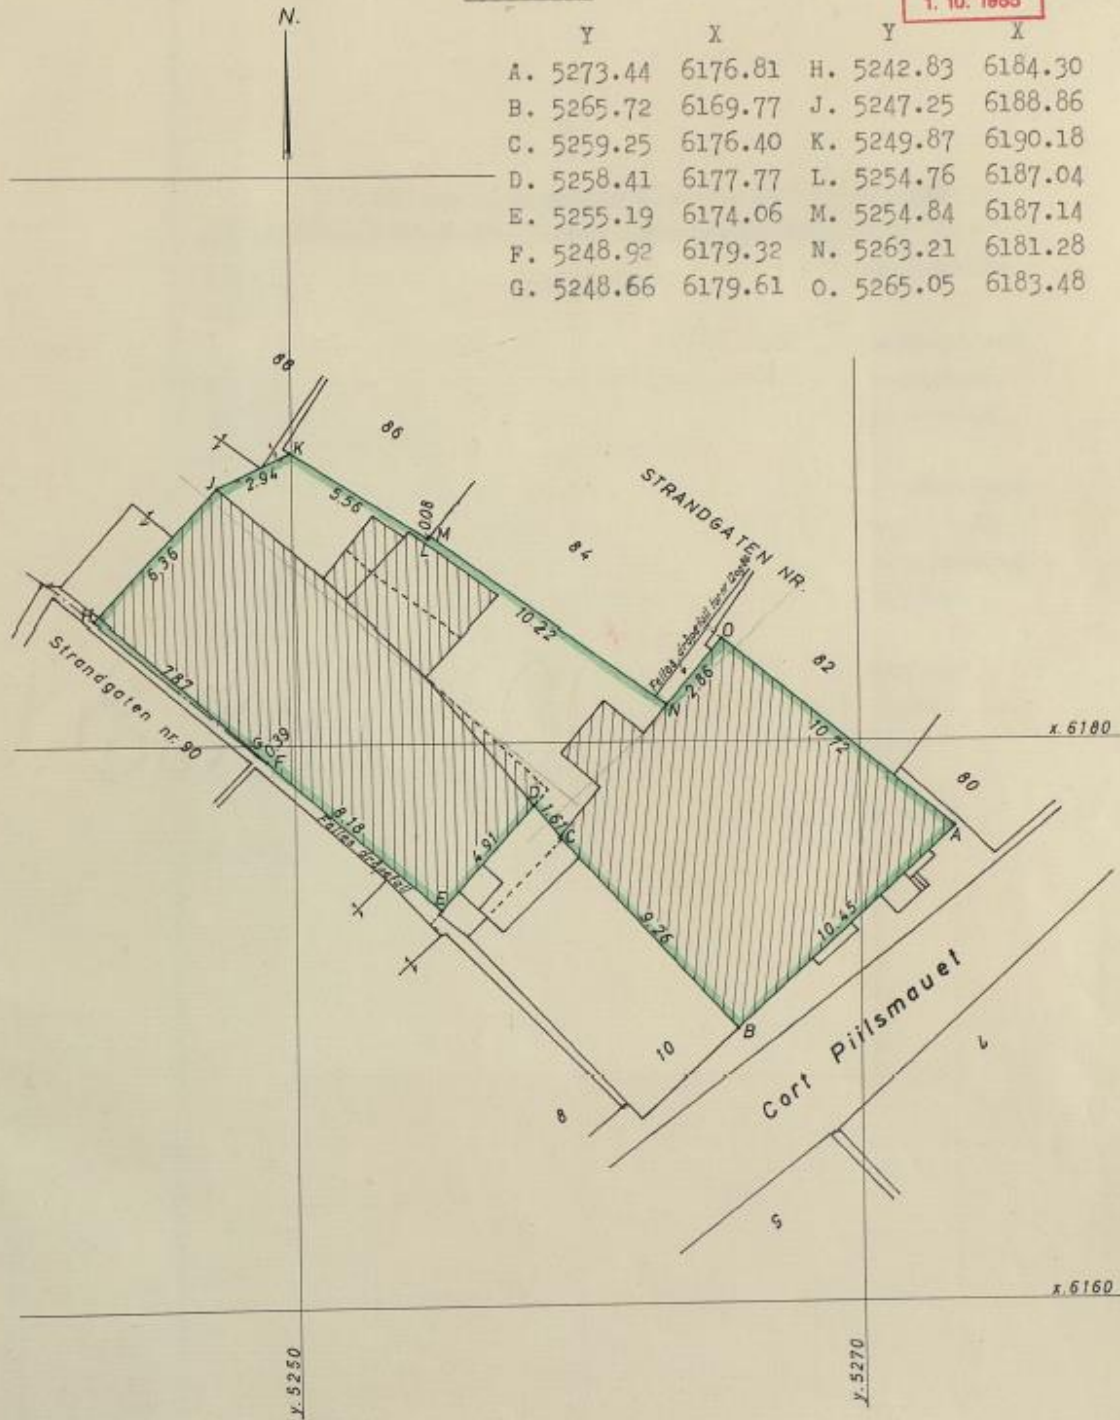 N.
1. 10. 1985
Y X Y X
A. 5273.44 6176.81 H. 5242.83 6184.30
B. 5265.72 6169.77 J. 5247.25 6188.86
C. 5259.25 6176.40 K. 5249.87 6190.18
D. 5258.41 6177.77 L. 5254.76 6187.04
E. 5255.19 6174.06 M. 5254.84 6187.14
F. 5248.92 6179.32 N. 5263.21 6181.28
G. 5248.66 6179.61 O. 5265.05 6183.48
88
86
K
J
2.94
5.56
0.08
M
L
84
STRANDGATEN NR.
6.36
10.22
Felles
O
82
N
2.86
H
7.87
Strandgaten nr. 90
G
0.39
F
10.72
x. 6180
80
D
1.61
C
A
8.18
Felles dråpefall
4.91
E
9.26
10.45
B
10
Cort Piilsmauet
8
5
x. 6160
y. 5250
y. 5270